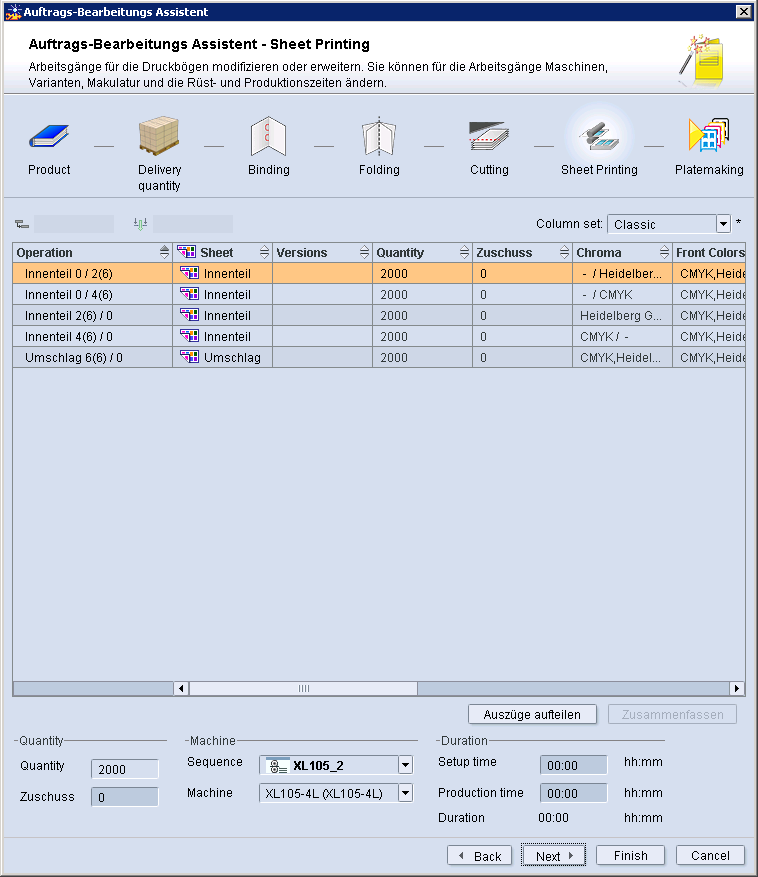 Auftrags-Bearbeitungs Assistent
Auftrags-Bearbeitungs Assistent - Sheet Printing
Arbeitsgänge für die Druckbögen modifizieren oder erweitern. Sie können für die Arbeitsgänge Maschinen,
Varianten, Makulatur und die Rüst- und Produktionszeiten ändern.
Product Delivery quantity Binding Folding Cutting Sheet Printing Platemaking
Column set: Classic *
Operation Sheet Versions Quantity Zuschuss Chroma Front Colors
Innenteil 0 / 2(6) Innenteil 2000 0 - / Heidelber... CMYK,Heide
Innenteil 0 / 4(6) Innenteil 2000 0 - / CMYK CMYK,Heide
Innenteil 2(6) / 0 Innenteil 2000 0 Heidelberg G... CMYK,Heide
Innenteil 4(6) / 0 Innenteil 2000 0 CMYK / - CMYK,Heide
Umschlag 6(6) / 0 Umschlag 2000 0 CMYK,Heidel... CMYK,Heide
Auszüge aufteilen Zusammenfassen
Quantity Machine Duration
Quantity 2000 Sequence XL105_2 Setup time 00:00 hh:mm
Zuschuss 0 Machine XL105-4L (XL105-4L) Production time 00:00 hh:mm
Duration 00:00 hh:mm
Back Next Finish Cancel